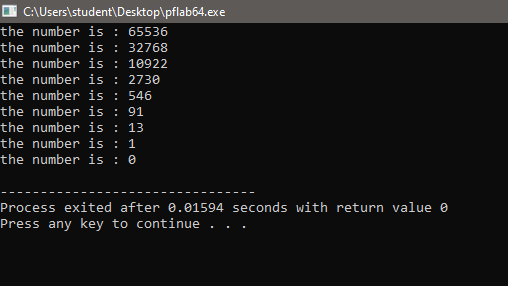 C:\Users\student\Desktop\pflab64.exe
the number is : 65536
the number is : 32768
the number is : 10922
the number is : 2730
the number is : 546
the number is : 91
the number is : 13
the number is : 1
the number is : 0
--------------------------------
Process exited after 0.01594 seconds with return value 0
Press any key to continue . . .